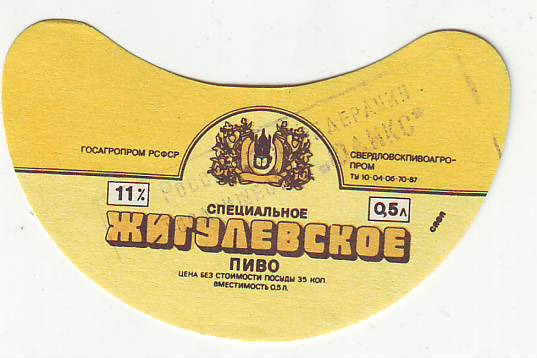 ГОСАГРОПРОМ РСФСР
СВЕРДЛОВСКПИВОАГРО-
ПРОМ
ТУ 10-04-06-70-87
11%
0,5 л
СПЕЦИАЛЬНОЕ
ЖИГУЛЕВСКОЕ
ПИВО
ЦЕНА БЕЗ СТОИМОСТИ ПОСУДЫ 35 КОП.
ВМЕСТИМОСТЬ 0,5 Л.